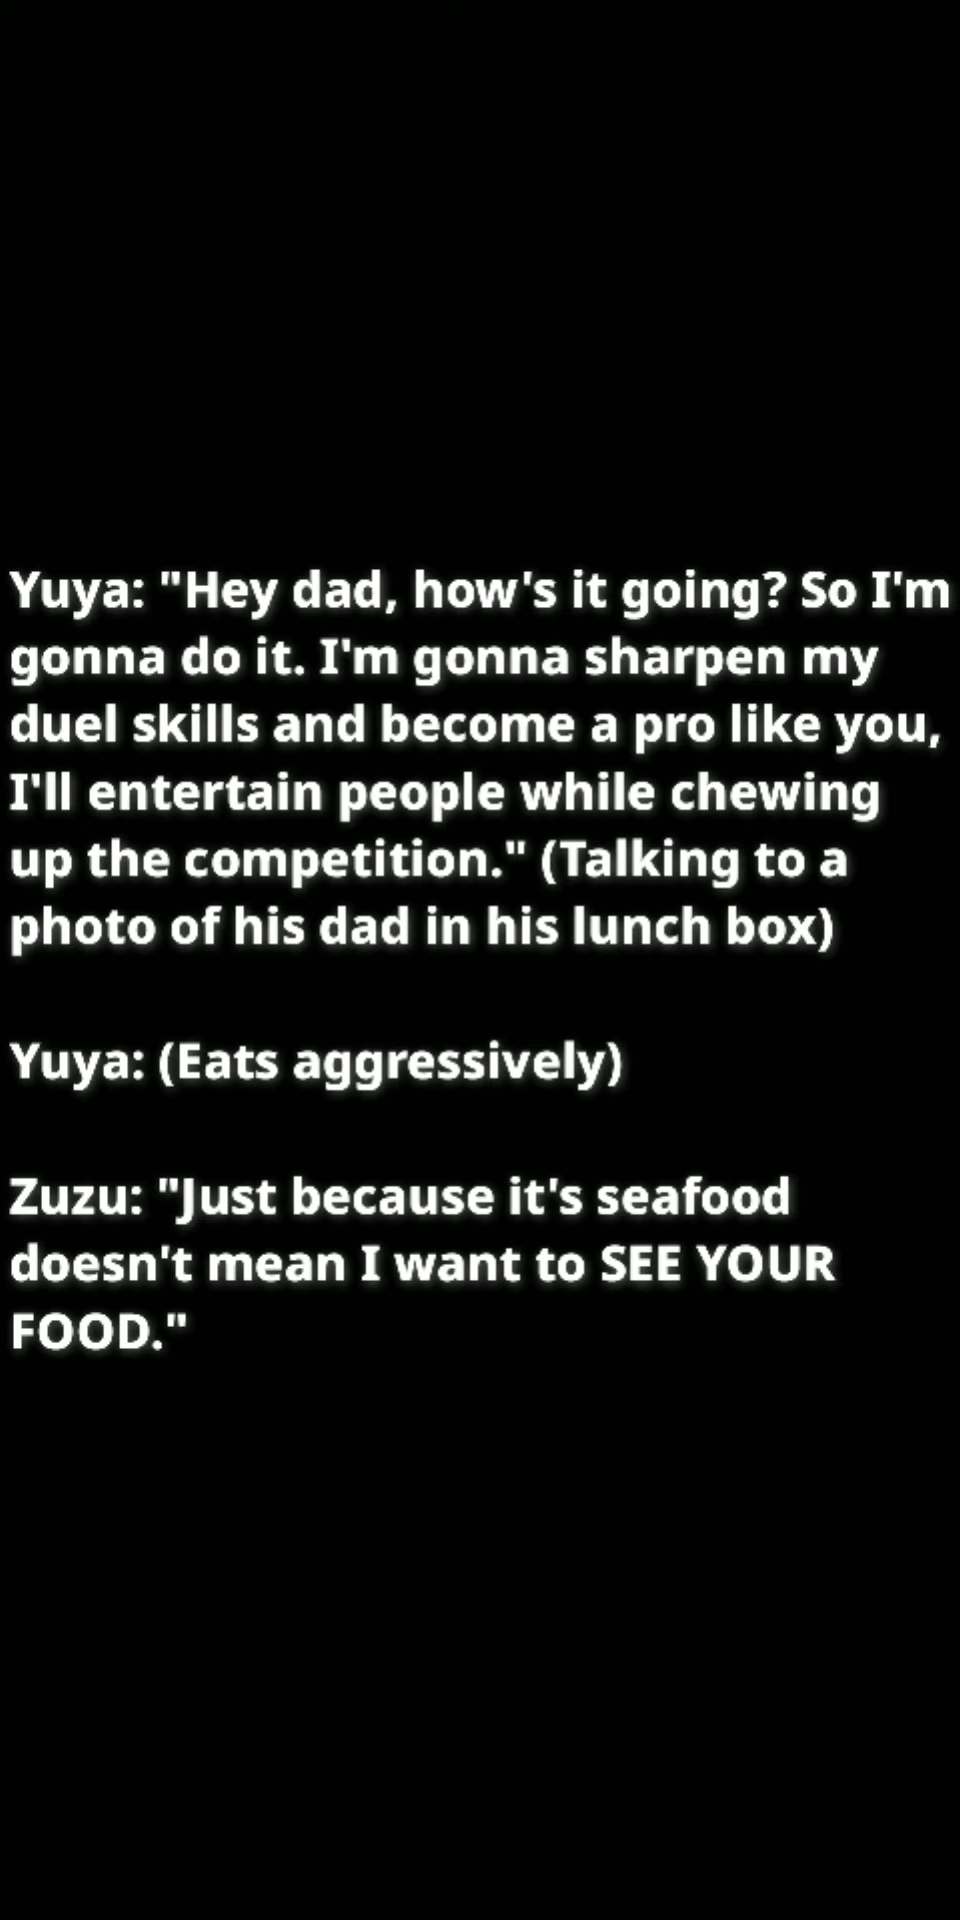 Yuya: "Hey dad, how's it going? So I'm
gonna do it. I'm gonna sharpen my
duel skills and become a pro like you,
I'll entertain people while chewing
up the competition." (Talking to a
photo of his dad in his lunch box)
Yuya: (Eats aggressively)
Zuzu: "Just because it's seafood
doesn't mean I want to SEE YOUR
FOOD."